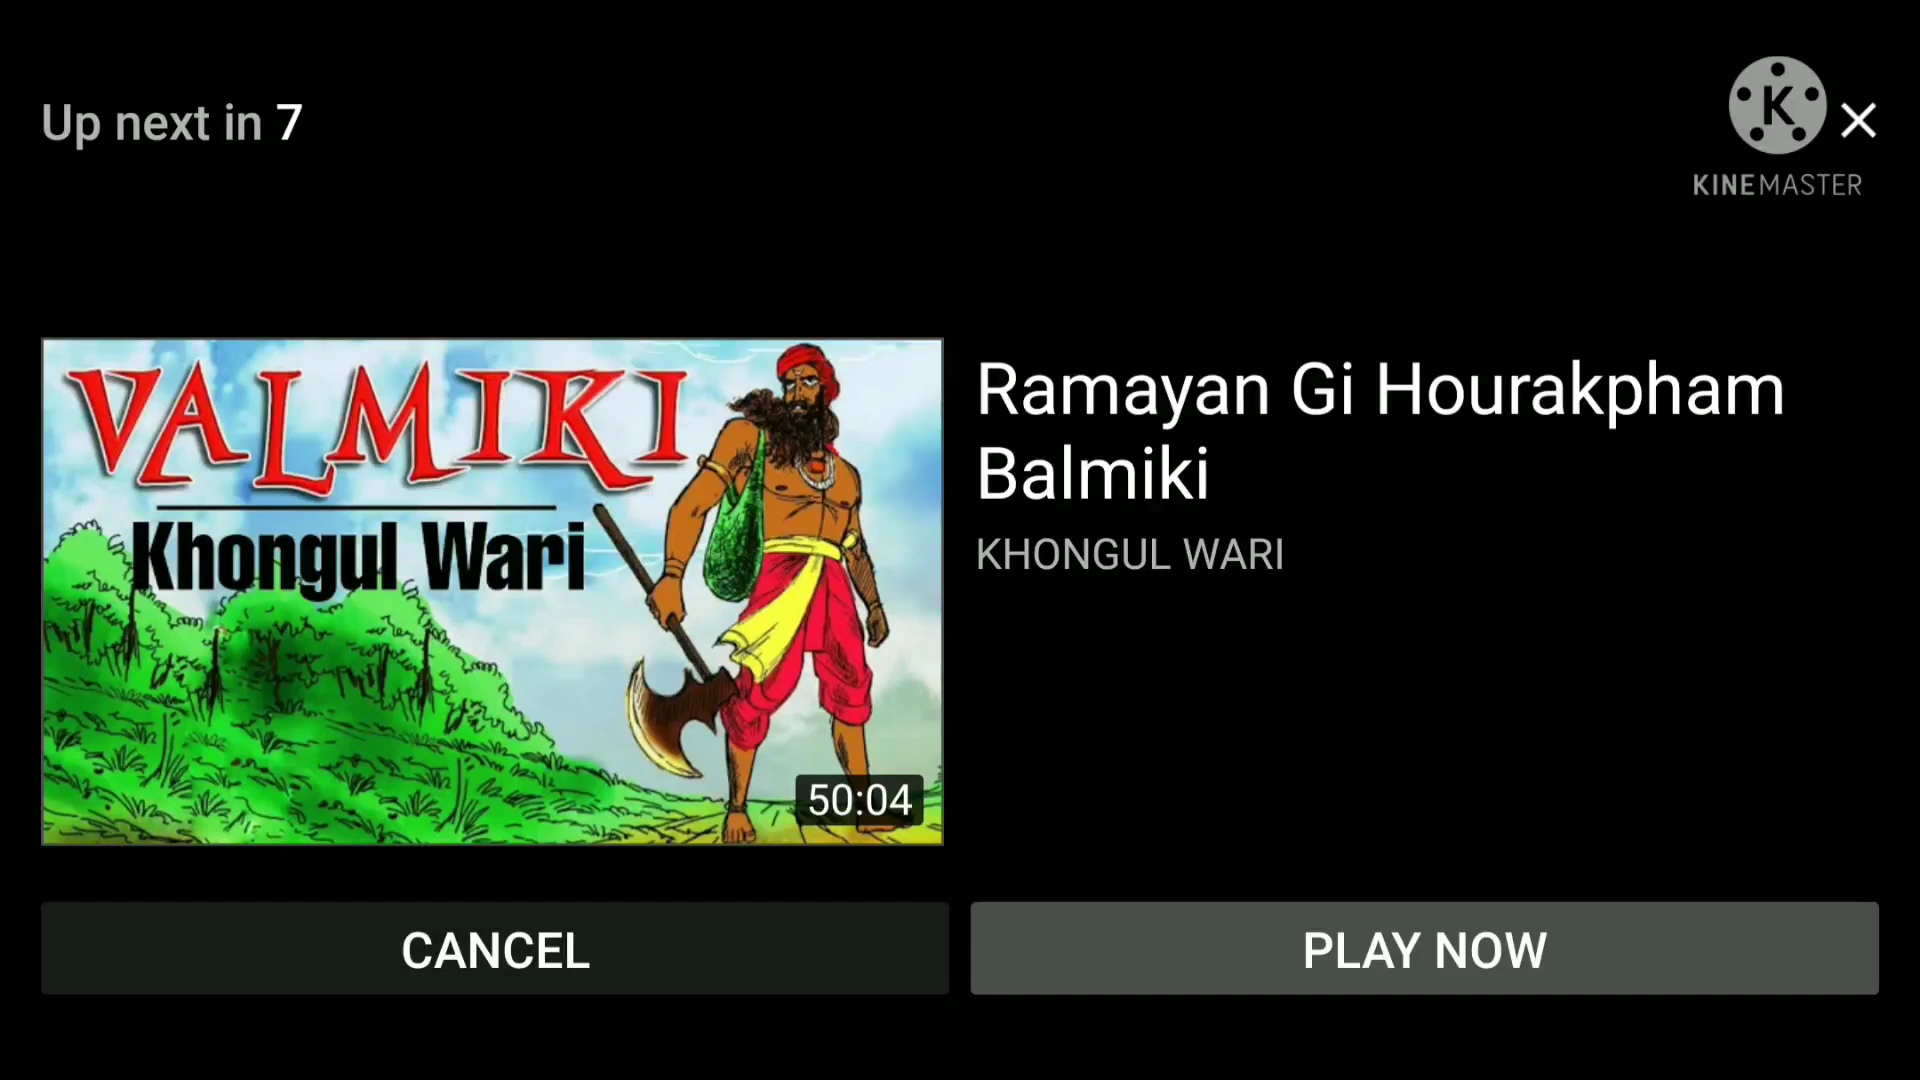 Up next in 7
K
KINEMASTER
VALMIKI
Khongul Wari
50:04
Ramayan Gi Hourakpham
Balmiki
KHONGUL WARI
CANCEL
PLAY NOW